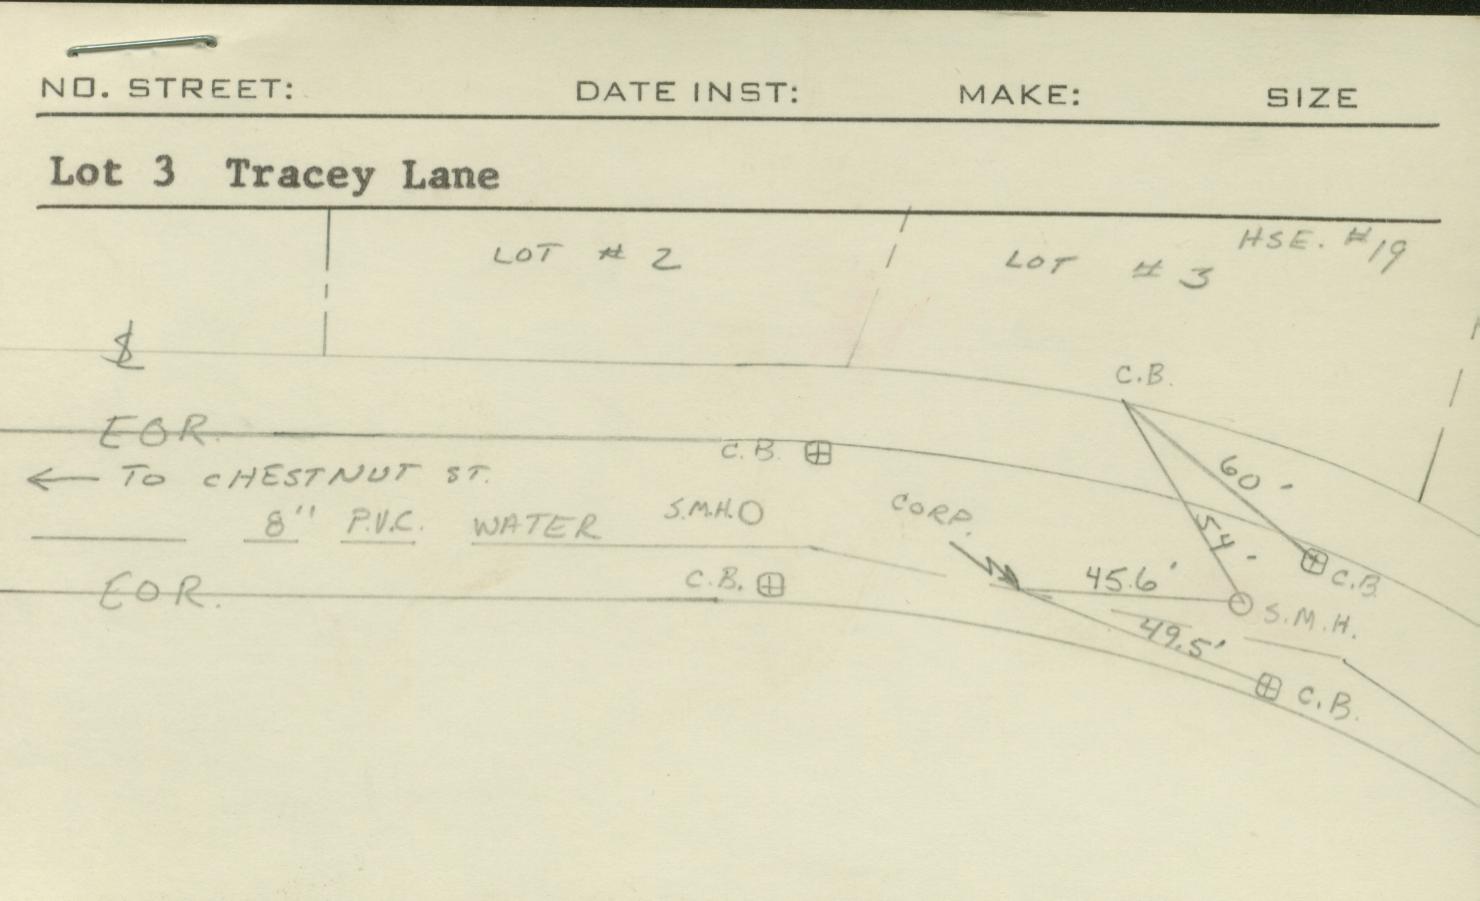 NO. STREET: DATE INST: MAKE: SIZE
Lot 3 Tracey Lane
LOT # 2
LOT # 3
HSE. #19
C.B.
EOR.
C.B.
60'
← TO CHESTNUT ST.
8" P.V.C. WATER
S.M.H.
CORP.
54'
C.B.
EOR.
C.B.
45.6'
S.M.H.
49.5'
C.B.